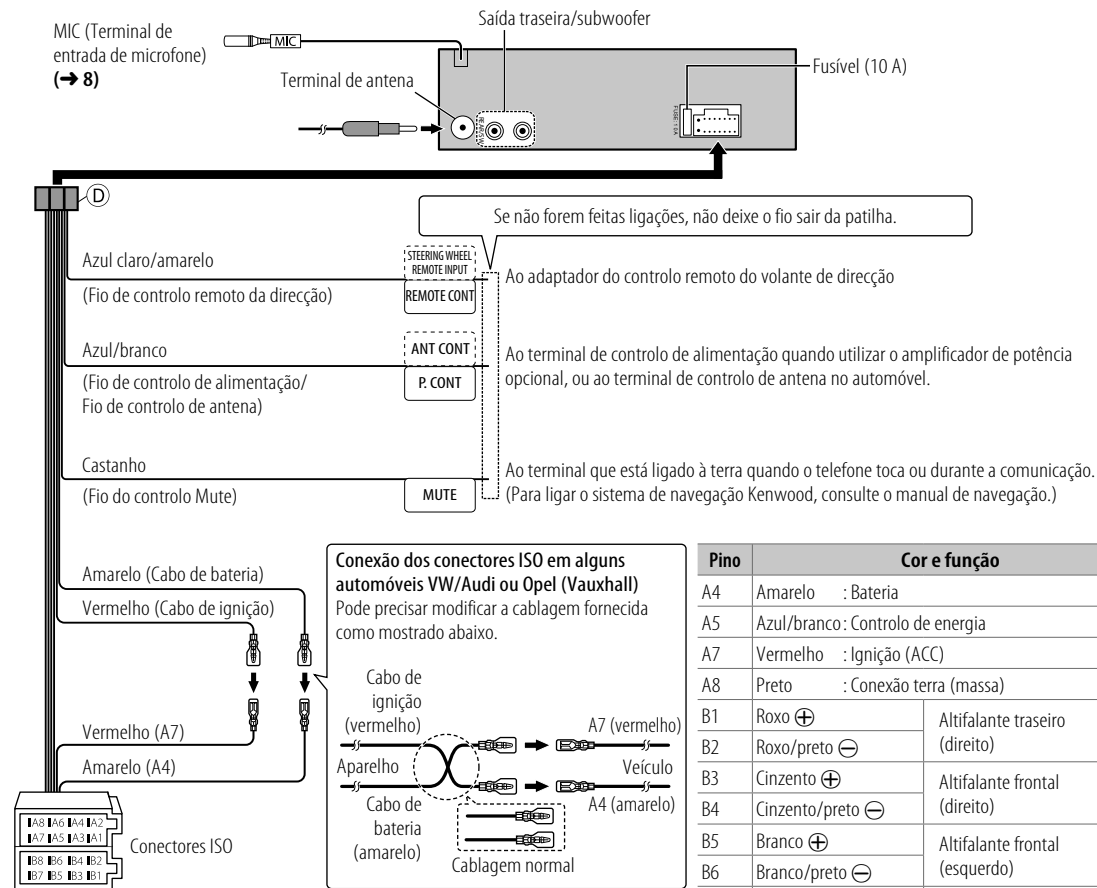 MIC (Terminal de
entrada de microfone)
(➜ 8)
MIC
Saída traseira/subwoofer
Terminal de antena
Fusível (10 A)
REAR/SW
FUSE 10A
D
Se não forem feitas ligações, não deixe o fio sair da patilha.
Azul claro/amarelo
(Fio de controlo remoto da direcção)
STEERING WHEEL
REMOTE INPUT
REMOTE CONT
Ao adaptador do controlo remoto do volante de direcção
Azul/branco
(Fio de controlo de alimentação/
Fio de controlo de antena)
ANT CONT
P. CONT
Ao terminal de controlo de alimentação quando utilizar o amplificador de potência
opcional, ou ao terminal de controlo de antena no automóvel.
Castanho
(Fio do controlo Mute)
MUTE
Ao terminal que está ligado à terra quando o telefone toca ou durante a comunicação.
(Para ligar o sistema de navegação Kenwood, consulte o manual de navegação.)
Amarelo (Cabo de bateria)
Vermelho (Cabo de ignição)
Vermelho (A7)
Amarelo (A4)
A8 A6 A4 A2
A7 A5 A3 A1
B8 B6 B4 B2
B7 B5 B3 B1
Conectores ISO
Conexão dos conectores ISO em alguns
automóveis VW/Audi ou Opel (Vauxhall)
Pode precisar modificar a cablagem fornecida
como mostrado abaixo.
Cabo de
ignição
(vermelho)
A7 (vermelho)
Aparelho
Veículo
Cabo de
bateria
(amarelo)
A4 (amarelo)
Cablagem normal
Pino Cor e função
A4 Amarelo : Bateria
A5 Azul/branco : Controlo de energia
A7 Vermelho : Ignição (ACC)
A8 Preto : Conexão terra (massa)
B1 Roxo ⊕ Altifalante traseiro
B2 Roxo/preto ⊖ (direito)
B3 Cinzento ⊕ Altifalante frontal
B4 Cinzento/preto ⊖ (direito)
B5 Branco ⊕ Altifalante frontal
B6 Branco/preto ⊖ (esquerdo)